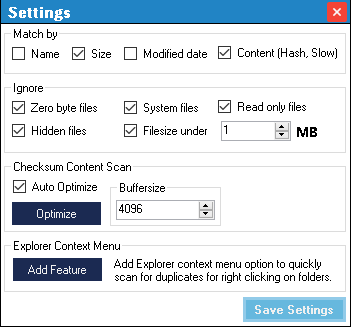 Settings
Match by
Name Size Modified date Content (Hash, Slow)
Ignore
Zero byte files System files Read only files
Hidden files Filesize under 1 MB
Checksum Content Scan
Auto Optimize Buffersize
Optimize 4096
Explorer Context Menu
Add Feature Add Explorer context menu option to quickly
scan for duplicates for right clicking on folders.
Save Settings